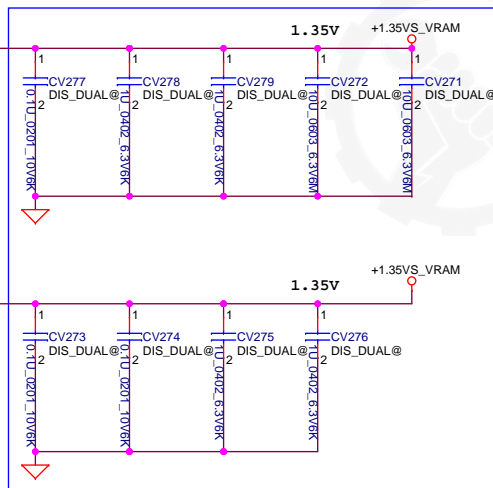 1.35V
+1.35VS_VRAM
1
1
1
1
1
CV277
CV278
CV279
CV272
CV271
DIS_DUAL@
DIS_DUAL@
DIS_DUAL@
DIS_DUAL@
DIS_DUAL@
2
2
2
2
2
0.1U_0201_10V6K
1U_0402_6.3V6K
1U_0402_6.3V6K
10U_0603_6.3V6M
10U_0603_6.3V6M
1.35V
+1.35VS_VRAM
1
1
1
1
CV273
CV274
CV275
CV276
DIS_DUAL@
DIS_DUAL@
DIS_DUAL@
DIS_DUAL@
2
2
2
2
0.1U_0201_10V6K
0.1U_0201_10V6K
1U_0402_6.3V6K
1U_0402_6.3V6K